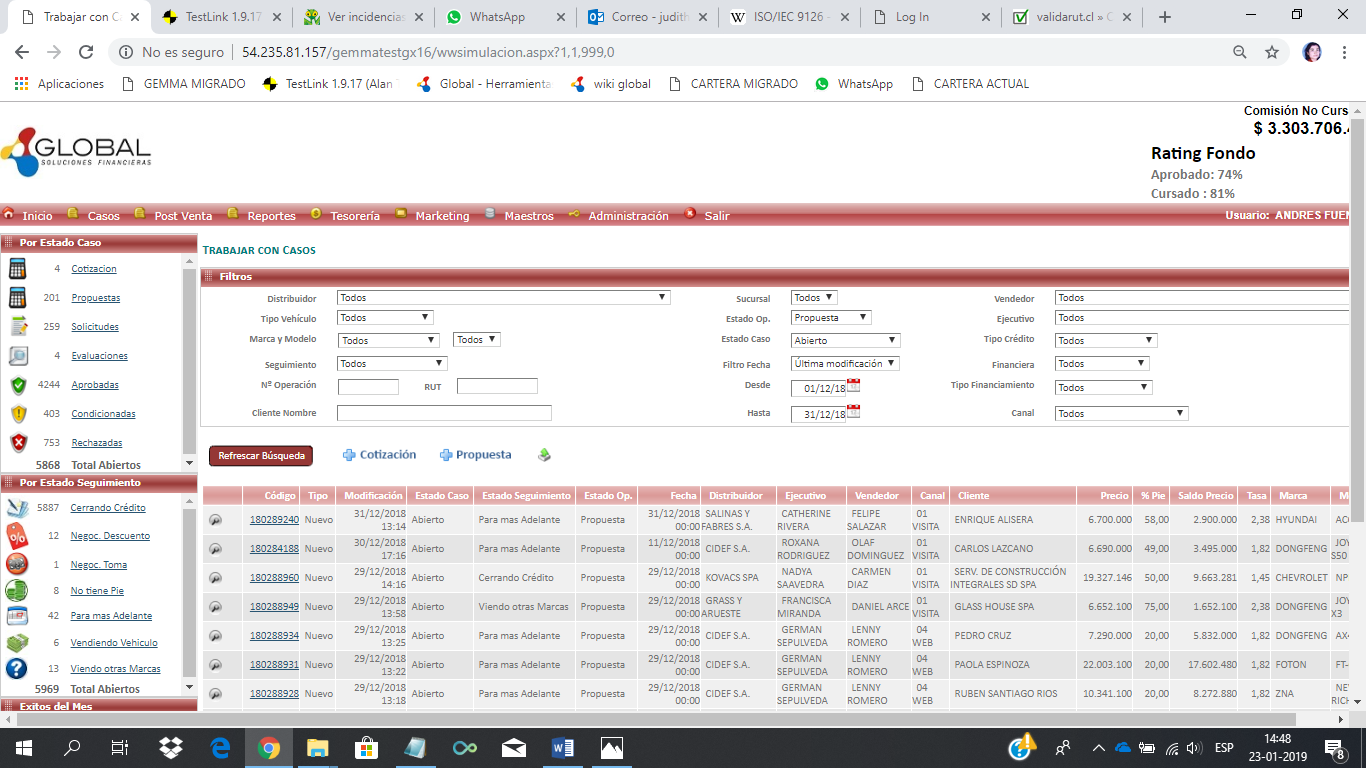 Trabajar con C
TestLink 1.9.17
Ver incidencias
WhatsApp
Correo - judith
ISO/IEC 9126 -
Log In
validarut.cl » C
No es seguro | 54.235.81.157/gemmatestgx16/wwsimulacion.aspx?1,1,999,0
Aplicaciones GEMMA MIGRADO TestLink 1.9.17 (Alan Global - Herramienta wiki global CARTERA MIGRADO WhatsApp CARTERA ACTUAL
Comisión No Curs
$ 3.303.706.
GLOBAL
SOLUCIONES FINANCIERAS
Rating Fondo
Aprobado: 74%
Cursado : 81%
Inicio Casos Post Venta Reportes Tesorería Marketing Maestros Administración Salir Usuario: ANDRES FUEN
Por Estado Caso
4 Cotizacion
201 Propuestas
259 Solicitudes
4 Evaluaciones
4244 Aprobadas
403 Condicionadas
753 Rechazadas
5868 Total Abiertos
Por Estado Seguimiento
5887 Cerrando Crédito
12 Negoc. Descuento
1 Negoc. Toma
8 No tiene Pie
42 Para mas Adelante
6 Vendiendo Vehiculo
13 Viendo otras Marcas
5969 Total Abiertos
Exitos del Mes
TRABAJAR CON CASOS
Filtros
Distribuidor Todos Sucursal Todos Vendedor Todos
Tipo Vehículo Todos Estado Op. Propuesta Ejecutivo Todos
Marca y Modelo Todos Todos Estado Caso Abierto Tipo Crédito Todos
Seguimiento Todos Filtro Fecha Última modificación Financiera Todos
Nº Operación RUT Desde 01/12/18 Tipo Financiamiento Todos
Cliente Nombre Hasta 31/12/18 Canal Todos
Refrescar Búsqueda Cotización Propuesta
Código Tipo Modificación Estado Caso Estado Seguimiento Estado Op. Fecha Distribuidor Ejecutivo Vendedor Canal Cliente Precio % Pie Saldo Precio Tasa Marca M
180289240 Nuevo 31/12/2018 13:14 Abierto Para mas Adelante Propuesta 31/12/2018 00:00 SALINAS Y FABRES S.A. CATHERINE RIVERA FELIPE SALAZAR 01 VISITA ENRIQUE ALISERA 6.700.000 58,00 2.900.000 2,38 HYUNDAI AC
180284188 Nuevo 30/12/2018 17:16 Abierto Para mas Adelante Propuesta 11/12/2018 00:00 CIDEF S.A. ROXANA RODRIGUEZ OLAF DOMINGUEZ 01 VISITA CARLOS LAZCANO 6.690.000 49,00 3.495.000 1,82 DONGFENG JOY S50
180288960 Nuevo 29/12/2018 14:16 Abierto Cerrando Crédito Propuesta 29/12/2018 00:00 KOVACS SPA NADYA SAAVEDRA CARMEN DIAZ 01 VISITA SERV. DE CONSTRUCCIÓN INTEGRALES SD SPA 19.327.146 50,00 9.663.281 1,45 CHEVROLET NP
180288949 Nuevo 29/12/2018 13:58 Abierto Viendo otras Marcas Propuesta 29/12/2018 00:00 GRASS Y ARUESTE FRANCISCA MIRANDA DANIEL ARCE 01 VISITA GLASS HOUSE SPA 6.652.100 75,00 1.652.100 2,38 DONGFENG JOY X3
180288934 Nuevo 29/12/2018 13:25 Abierto Para mas Adelante Propuesta 29/12/2018 00:00 CIDEF S.A. GERMAN SEPULVEDA LENNY ROMERO 04 WEB PEDRO CRUZ 7.290.000 20,00 5.832.000 1,82 DONGFENG AX4
180288931 Nuevo 29/12/2018 13:22 Abierto Para mas Adelante Propuesta 29/12/2018 00:00 CIDEF S.A. GERMAN SEPULVEDA LENNY ROMERO 04 WEB PAOLA ESPINOZA 22.003.100 20,00 17.602.480 1,82 FOTON FT-
180288928 Nuevo 29/12/2018 13:18 Abierto Para mas Adelante Propuesta 29/12/2018 00:00 CIDEF S.A. GERMAN SEPULVEDA LENNY ROMERO 04 WEB RUBEN SANTIAGO RIOS 10.341.100 20,00 8.272.880 1,82 ZNA NE RICH
ESP
14:48
23-01-2019
8